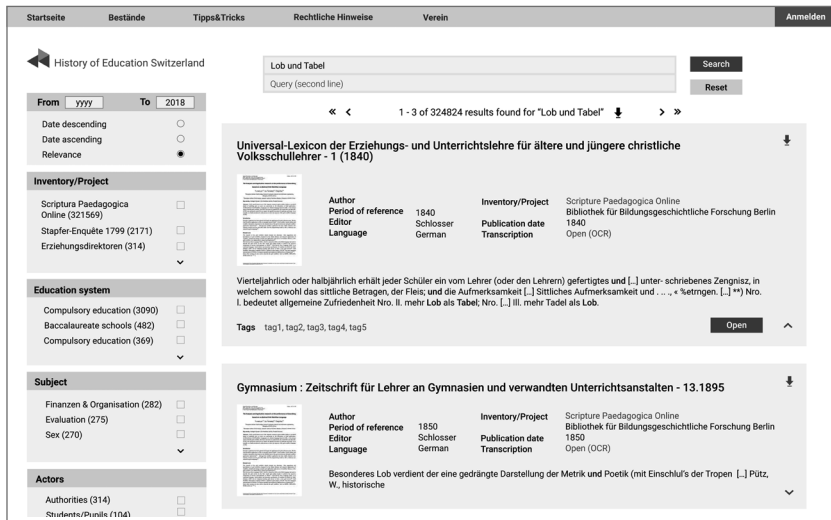 Startseite Bestände Tipps&Tricks Rechtliche Hinweise Verein Anmelden
History of Education Switzerland
Lob und Tabel
Search
Query (second line)
Reset
From yyyy To 2018
Date descending
Date ascending
Relevance
Inventory/Project
Scriptura Paedagogica
Online (321569)
Stapfer-Enquête 1799 (2171)
Erziehungsdirektoren (314)
Education system
Compulsory education (3090)
Baccalaureate schools (482)
Compulsory education (369)
Subject
Finanzen & Organisation (282)
Evaluation (275)
Sex (270)
Actors
Authorities (314)
Students/Pupils (104)
« < 1 - 3 of 324824 results found for "Lob und Tabel" > »
Universal-Lexicon der Erziehungs- und Unterrichtslehre für ältere und jüngere christliche
Volksschullehrer - 1 (1840)
Author
Period of reference 1840
Editor Schlosser
Language German
Inventory/Project Scripture Paedagogica Online
Bibliothek für Bildungsgeschichtliche Forschung Berlin
Publication date 1840
Transcription Open (OCR)
Vierteljährlich oder halbjährlich erhält jeder Schüler ein vom Lehrer (oder den Lehrern) gefertigtes und [...] unter- schriebenes Zengnisz, in
welchem sowohl das sittliche Betragen, der Fleis; und die Aufmerksamkeit [...] Sittliches Aufmerksamkeit und . .. ., « %etrngen. [...] **) Nro.
I. bedeutet allgemeine Zufriedenheit Nro. II. mehr Lob als Tabel; Nro. [...] III. mehr Tadel als Lob.
Tags tag1, tag2, tag3, tag4, tag5
Open
Gymnasium : Zeitschrift für Lehrer an Gymnasien und verwandten Unterrichtsanstalten - 13.1895
Author
Period of reference 1850
Editor Schlosser
Language German
Inventory/Project Scripture Paedagogica Online
Bibliothek für Bildungsgeschichtliche Forschung Berlin
Publication date 1850
Transcription Open (OCR)
Besonderes Lob verdient der eine gedrängte Darstellung der Metrik und Poetik (mit Einschlul's der Tropen [...] Pütz,
W., historische